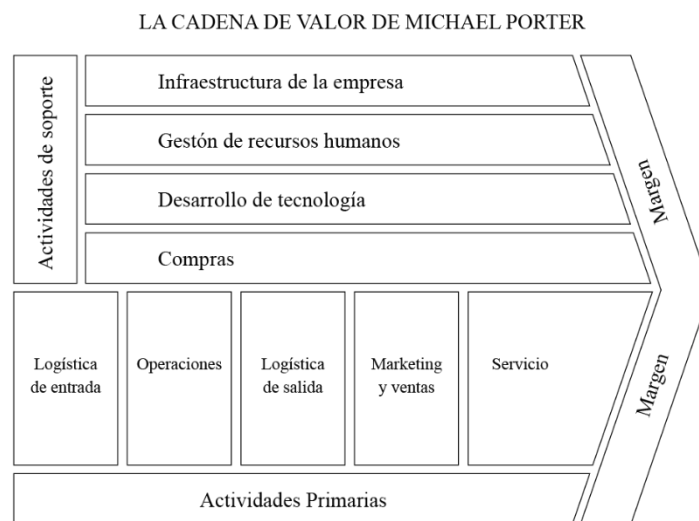 LA CADENA DE VALOR DE MICHAEL PORTER
Actividades de soporte
Infraestructura de la empresa
Gestión de recursos humanos
Desarrollo de tecnología
Compras
Margen
Logística
de entrada
Operaciones
Logística
de salida
Marketing
y ventas
Servicio
Margen
Actividades Primarias